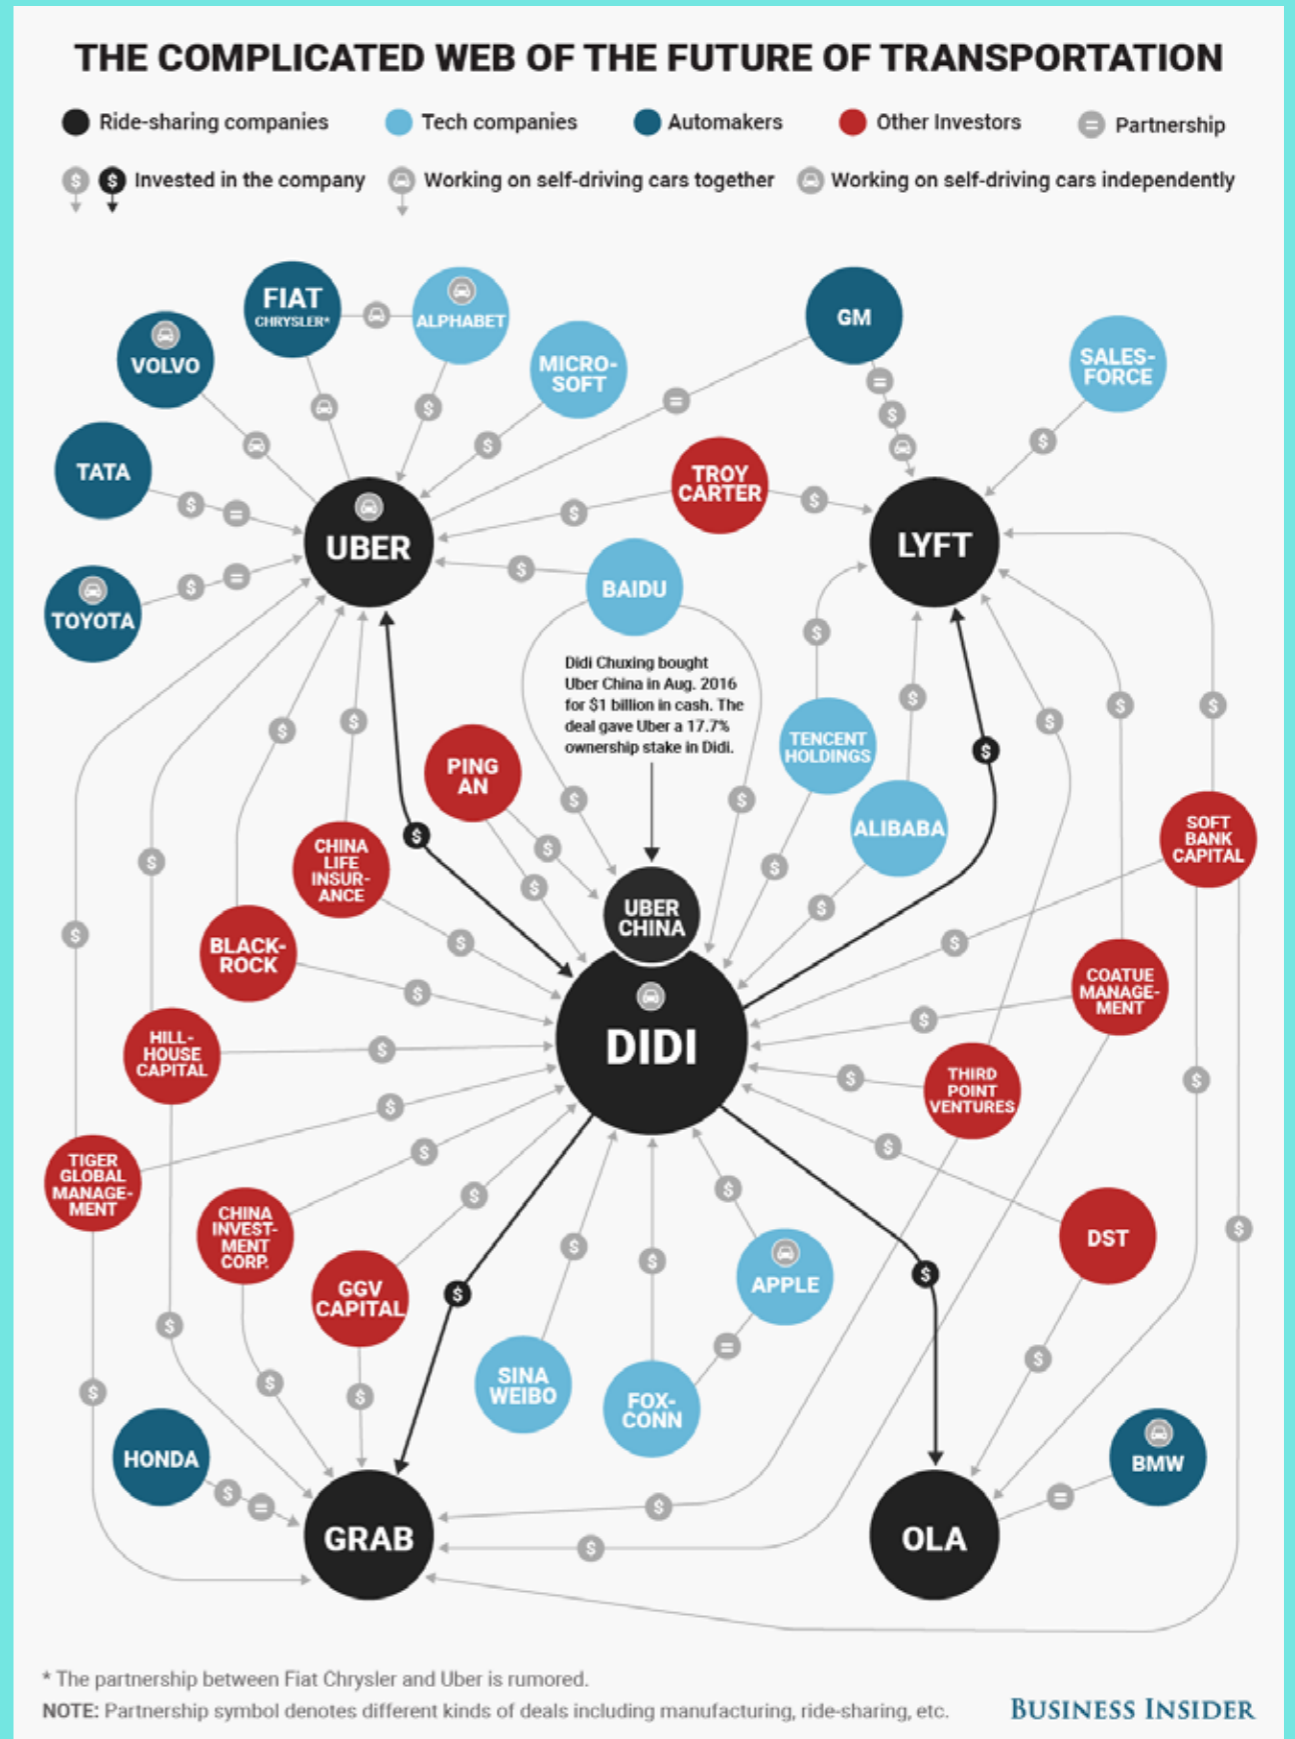 THE COMPLICATED WEB OF THE FUTURE OF TRANSPORTATION
Ride-sharing companies
Tech companies
Automakers
Other Investors
= Partnership
$ $ Invested in the company
Working on self-driving cars together
Working on self-driving cars independently
FIAT
CHRYSLER*
ALPHABET
GM
VOLVO
MICRO-
SOFT
SALES-
FORCE
TATA
TROY
CARTER
UBER
LYFT
BAIDU
TOYOTA
Didi Chuxing bought
Uber China in Aug. 2016
for $1 billion in cash. The
deal gave Uber a 17.7%
ownership stake in Didi.
TENCENT
HOLDINGS
PING
AN
ALIBABA
SOFT
BANK
CAPITAL
CHINA
LIFE
INSUR-
ANCE
UBER
CHINA
BLACK-
ROCK
COATUE
MANAGE-
MENT
DIDI
HILL-
HOUSE
CAPITAL
THIRD
POINT
VENTURES
TIGER
GLOBAL
MANAGE-
MENT
CHINA
INVEST-
MENT
CORP.
DST
GGV
CAPITAL
APPLE
SINA
WEIBO
FOX-
CONN
HONDA
BMW
GRAB
OLA
* The partnership between Fiat Chrysler and Uber is rumored.
NOTE: Partnership symbol denotes different kinds of deals including manufacturing, ride-sharing, etc.
BUSINESS INSIDER